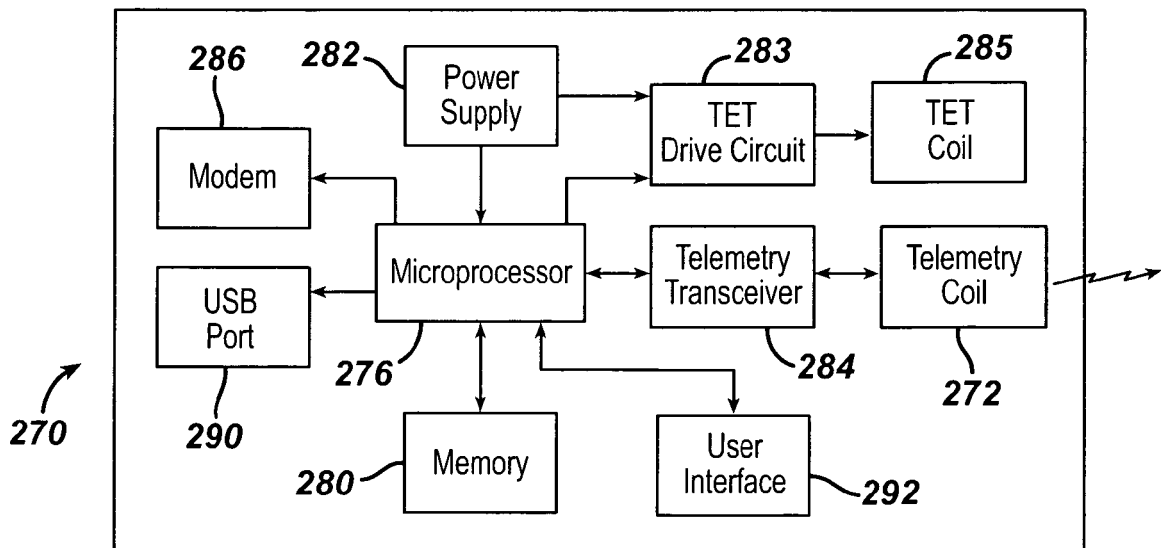 286
282
Power
Supply
283
TET
Drive Circuit
285
TET
Coil
Modem
Microprocessor
Telemetry
Transceiver
Telemetry
Coil
USB
Port
276
284
272
270
290
280
Memory
User
Interface
292